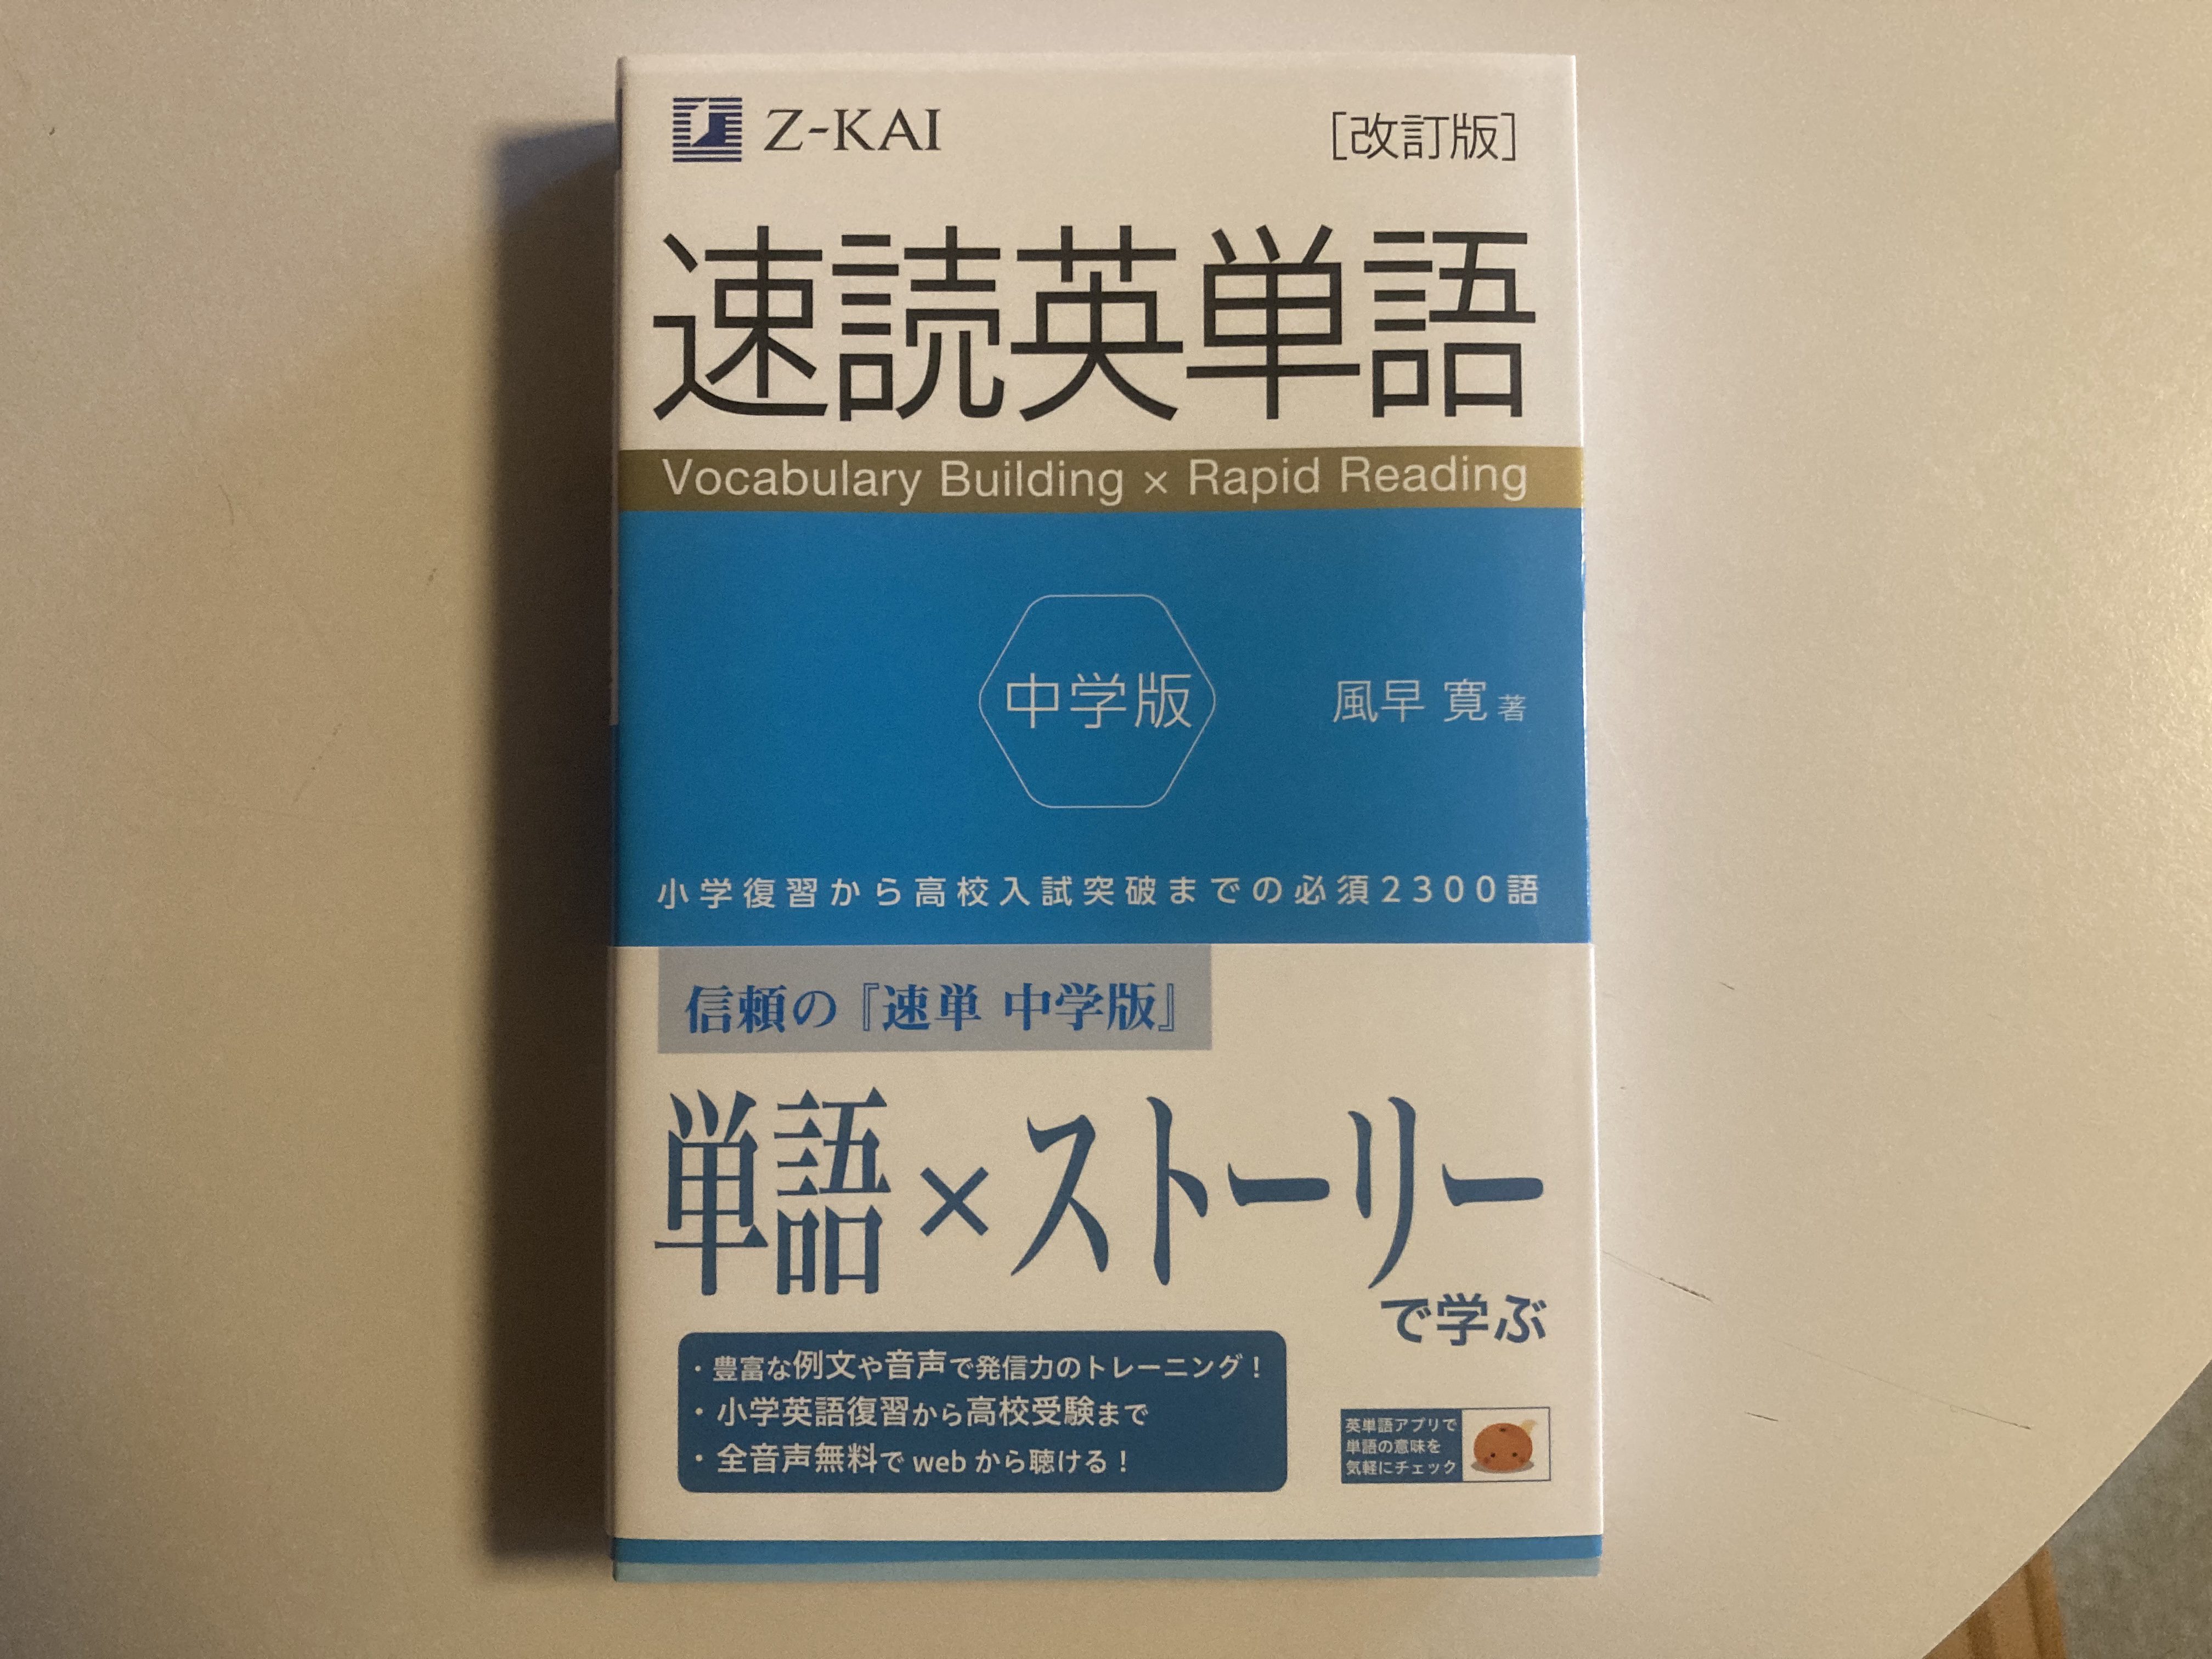 Z-KAI
[改訂版]
速読英単語
Vocabulary Building × Rapid Reading
中学版
風早 寛 著
小学復習から高校入試突破までの必須2300語
信頼の『速単 中学版』
単語×ストーリー
で学ぶ
・豊富な例文や音声で発信力のトレーニング！
・小学英語復習から高校受験まで
・全音声無料でwebから聴ける！
英単語アプリで
単語の意味を
気軽にチェック